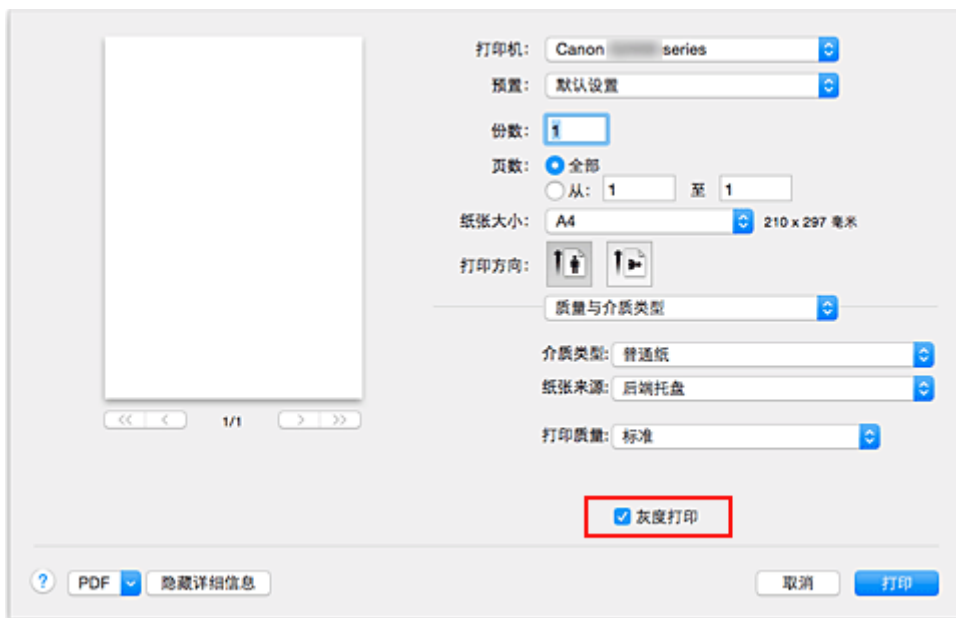 打印机: Canon series
预置: 默认设置
份数: 1
页数: 全部
从: 1 至 1
纸张大小: A4 210 x 297 毫米
打印方向:
质量与介质类型
介质类型: 普通纸
纸张来源: 后端托盘
1/1
打印质量: 标准
灰度打印
? PDF 隐藏详细信息 取消 打印